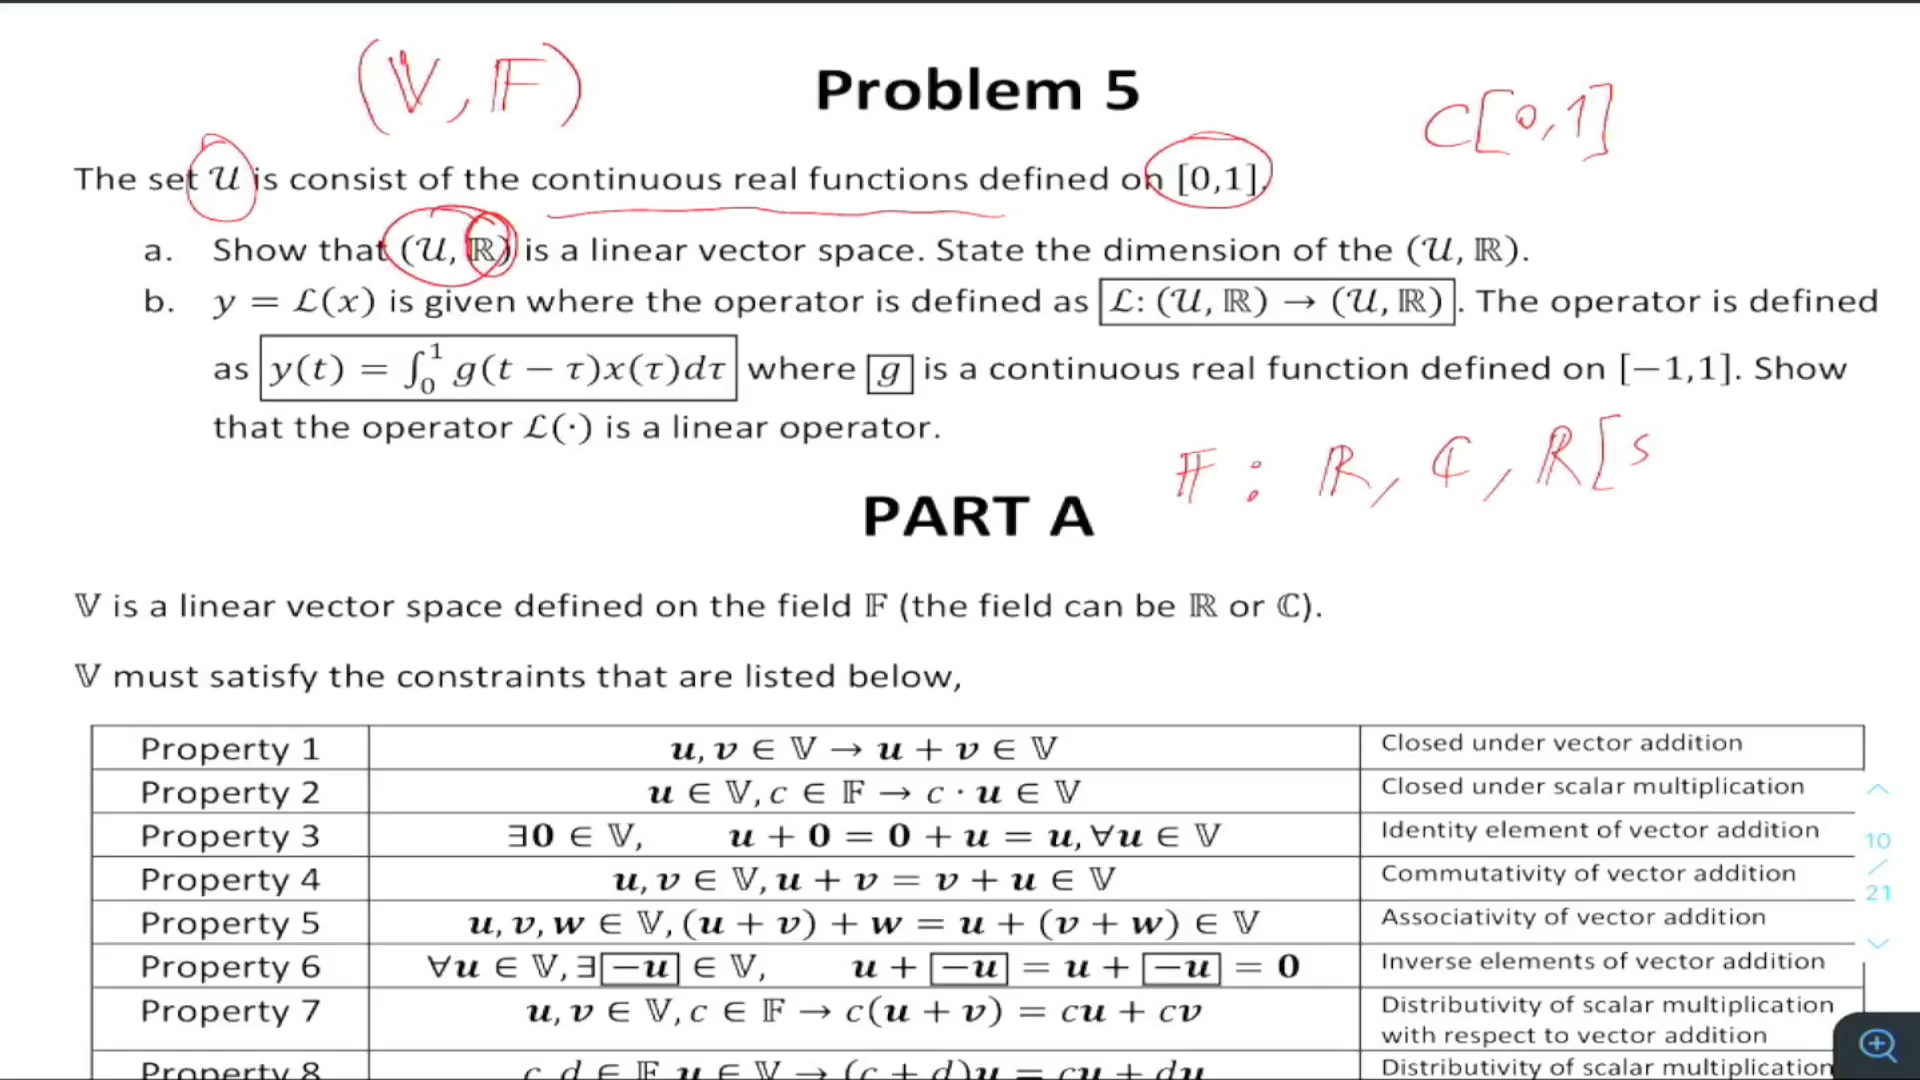 (𝕍, 𝔽)
Problem 5
C[0,1]
The set 𝒰 is consist of the continuous real functions defined on [0,1].
a. Show that (𝒰, ℝ) is a linear vector space. State the dimension of the (𝒰, ℝ).
b. y = ℒ(x) is given where the operator is defined as ℒ: (𝒰, ℝ) → (𝒰, ℝ). The operator is defined
as y(t) = ∫₀¹ g(t − τ)x(τ)dτ where g is a continuous real function defined on [−1,1]. Show
that the operator ℒ(·) is a linear operator.
𝔽 : ℝ, ℂ, ℝ[s
PART A
𝕍 is a linear vector space defined on the field 𝔽 (the field can be ℝ or ℂ).
𝕍 must satisfy the constraints that are listed below,
Property 1 u, v ∈ 𝕍 → u + v ∈ 𝕍 Closed under vector addition
Property 2 u ∈ 𝕍, c ∈ 𝔽 → c · u ∈ 𝕍 Closed under scalar multiplication
Property 3 ∃0 ∈ 𝕍, u + 0 = 0 + u = u, ∀u ∈ 𝕍 Identity element of vector addition
Property 4 u, v ∈ 𝕍, u + v = v + u ∈ 𝕍 Commutativity of vector addition
Property 5 u, v, w ∈ 𝕍, (u + v) + w = u + (v + w) ∈ 𝕍 Associativity of vector addition
Property 6 ∀u ∈ 𝕍, ∃−u ∈ 𝕍, u + −u = u + −u = 0 Inverse elements of vector addition
Property 7 u, v ∈ 𝕍, c ∈ 𝔽 → c(u + v) = cu + cv Distributivity of scalar multiplication
with respect to vector addition
Property 8 c, d ∈ 𝔽, u ∈ 𝕍 → (c + d)u = cu + du Distributivity of scalar multiplication
10
/
21